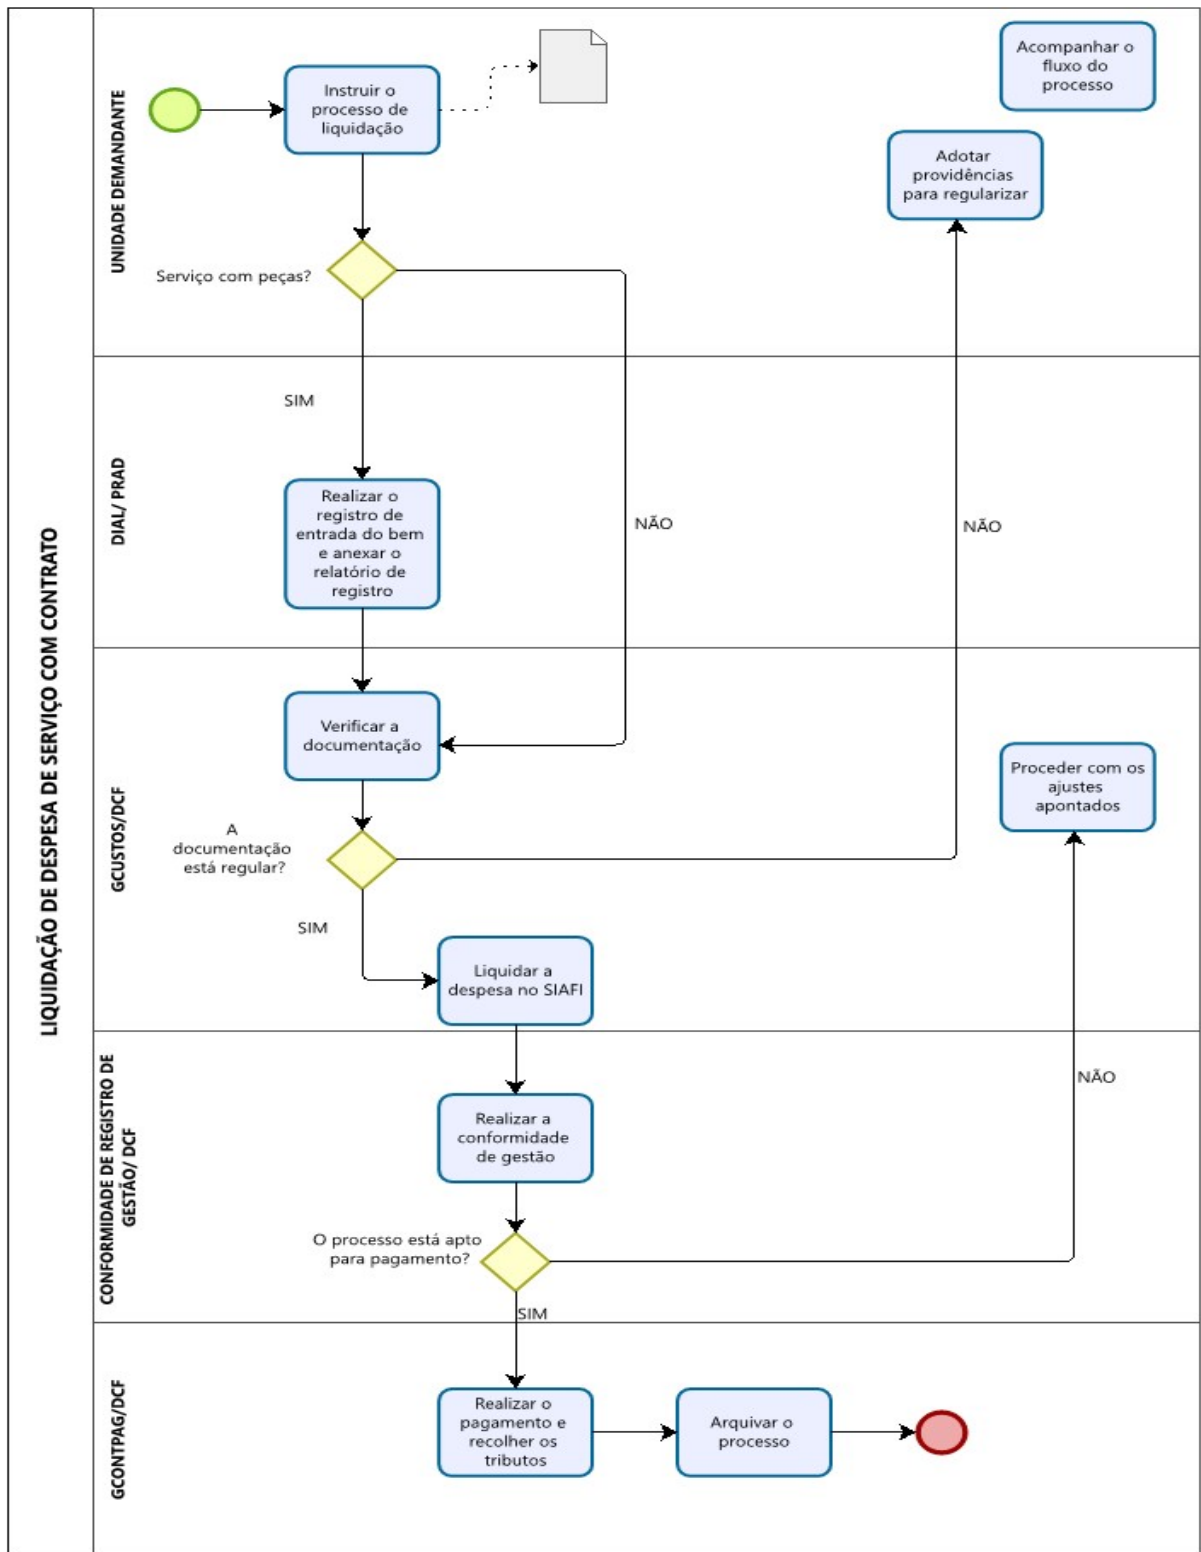 LIQUIDAÇÃO DE DESPESA DE SERVIÇO COM CONTRATO
UNIDADE DEMANDANTE
Instruir o
processo de
liquidação
Acompanhar o
fluxo do
processo
Adotar
providências
para regularizar
Serviço com peças?
DIAL/ PRAD
SIM
Realizar o
registro de
entrada do bem
e anexar o
relatório de
registro
NÃO
NÃO
GCUSTOS/DCF
Verificar a
documentação
Proceder com os
ajustes
apontados
A
documentação
está regular?
SIM
Liquidar a
despesa no SIAFI
CONFORMIDADE DE REGISTRO DE
GESTÃO/ DCF
NÃO
Realizar a
conformidade
de gestão
O processo está apto
para pagamento?
SIM
GCONTPAG/DCF
Realizar o
pagamento e
recolher os
tributos
Arquivar o
processo